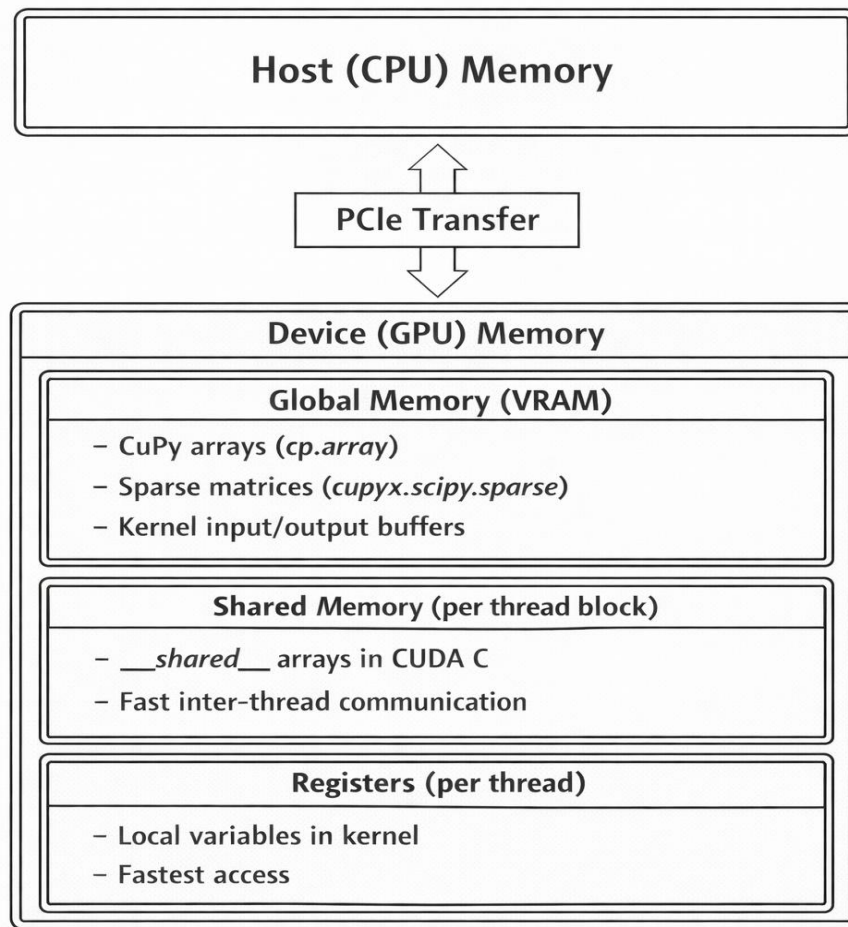 Host (CPU) Memory
PCIe Transfer
Device (GPU) Memory
Global Memory (VRAM)
– CuPy arrays (cp.array)
– Sparse matrices (cupyx.scipy.sparse)
– Kernel input/output buffers
Shared Memory (per thread block)
– __shared__ arrays in CUDA C
– Fast inter-thread communication
Registers (per thread)
– Local variables in kernel
– Fastest access